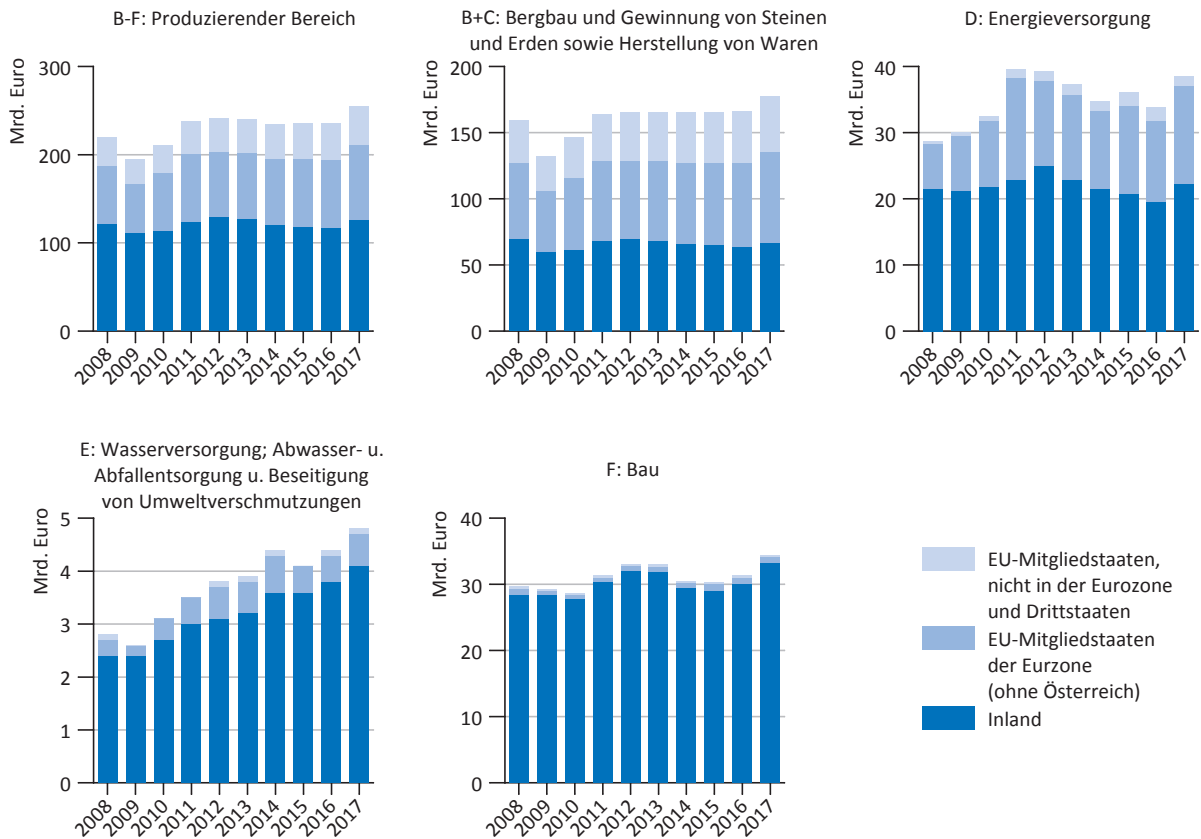 B-F: Produzierender Bereich
Mrd. Euro
300
200
100
0
2008 2009 2010 2011 2012 2013 2014 2015 2016 2017
B+C: Bergbau und Gewinnung von Steinen
und Erden sowie Herstellung von Waren
Mrd. Euro
200
150
100
50
0
2008 2009 2010 2011 2012 2013 2014 2015 2016 2017
D: Energieversorgung
Mrd. Euro
40
30
20
10
0
2008 2009 2010 2011 2012 2013 2014 2015 2016 2017
E: Wasserversorgung; Abwasser- u.
Abfallentsorgung u. Beseitigung
von Umweltverschmutzungen
Mrd. Euro
5
4
3
2
1
0
2008 2009 2010 2011 2012 2013 2014 2015 2016 2017
F: Bau
Mrd. Euro
40
30
20
10
0
2008 2009 2010 2011 2012 2013 2014 2015 2016 2017
EU-Mitgliedstaaten,
nicht in der Eurozone
und Drittstaaten
EU-Mitgliedstaaten
der Eurzone
(ohne Österreich)
Inland